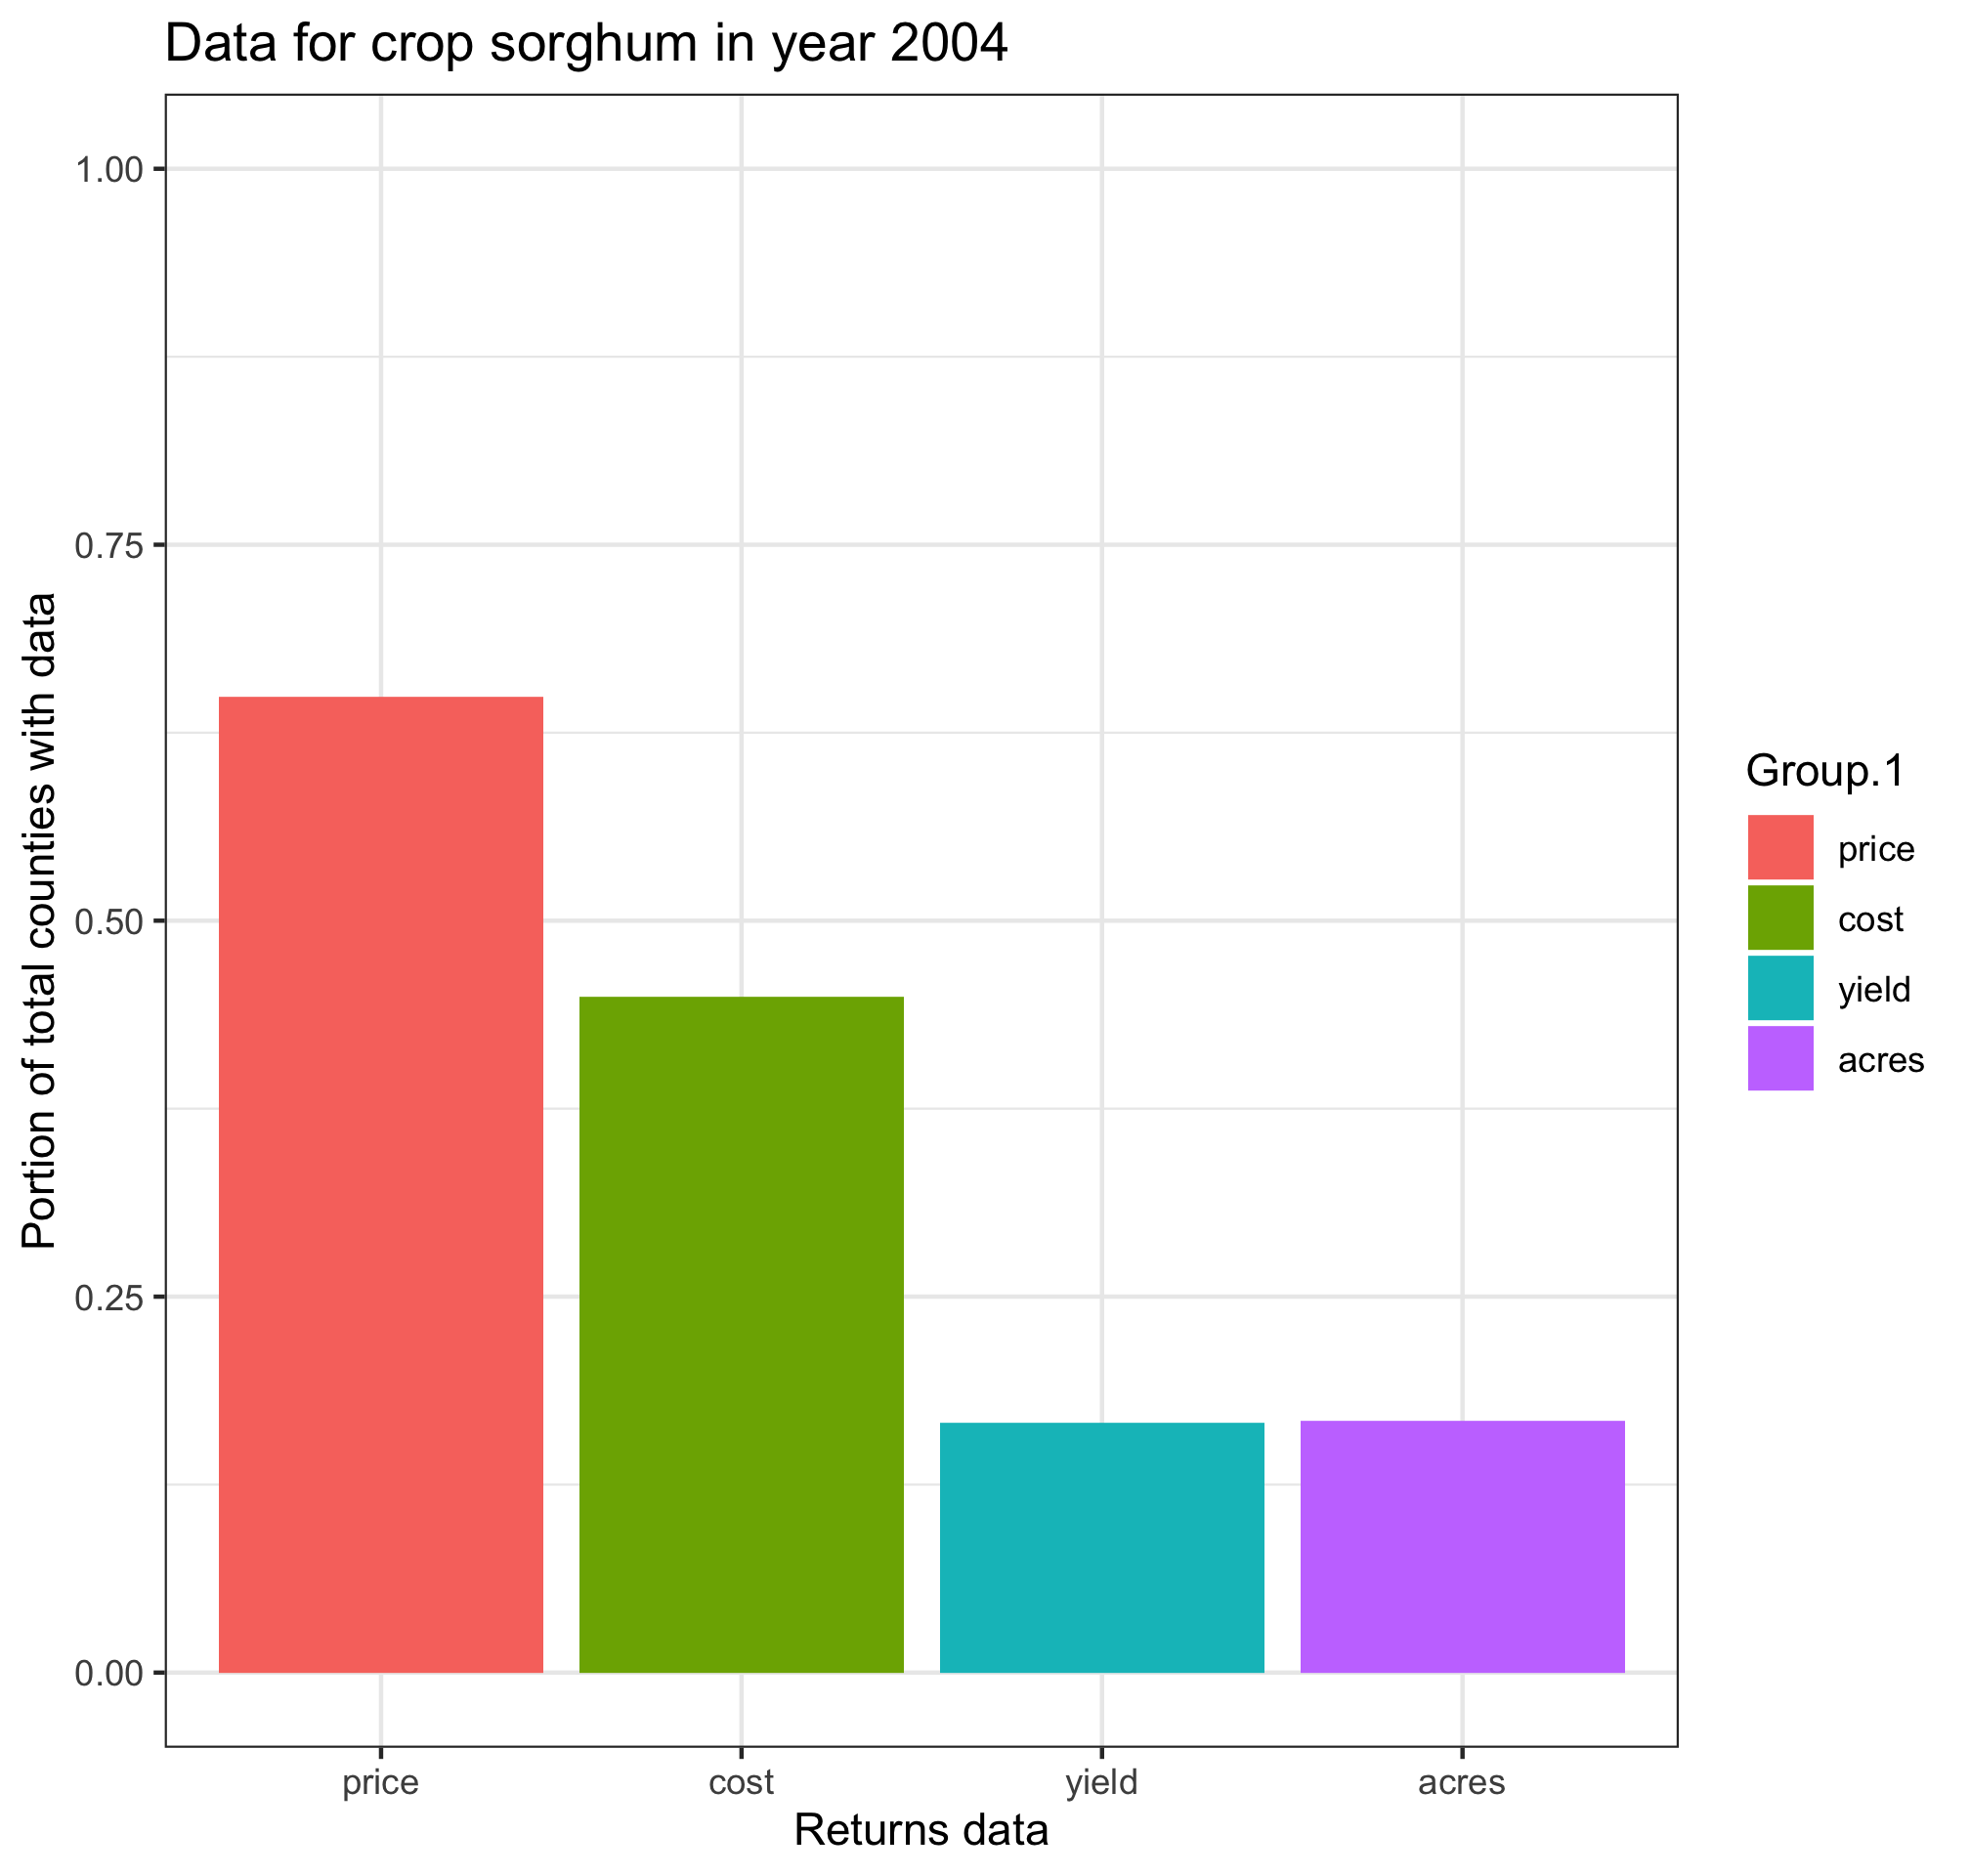 Data for crop sorghum in year 2004
Portion of total counties with data
1.00
0.75
0.50
0.25
0.00
price
cost
yield
acres
Returns data
Group.1
price
cost
yield
acres